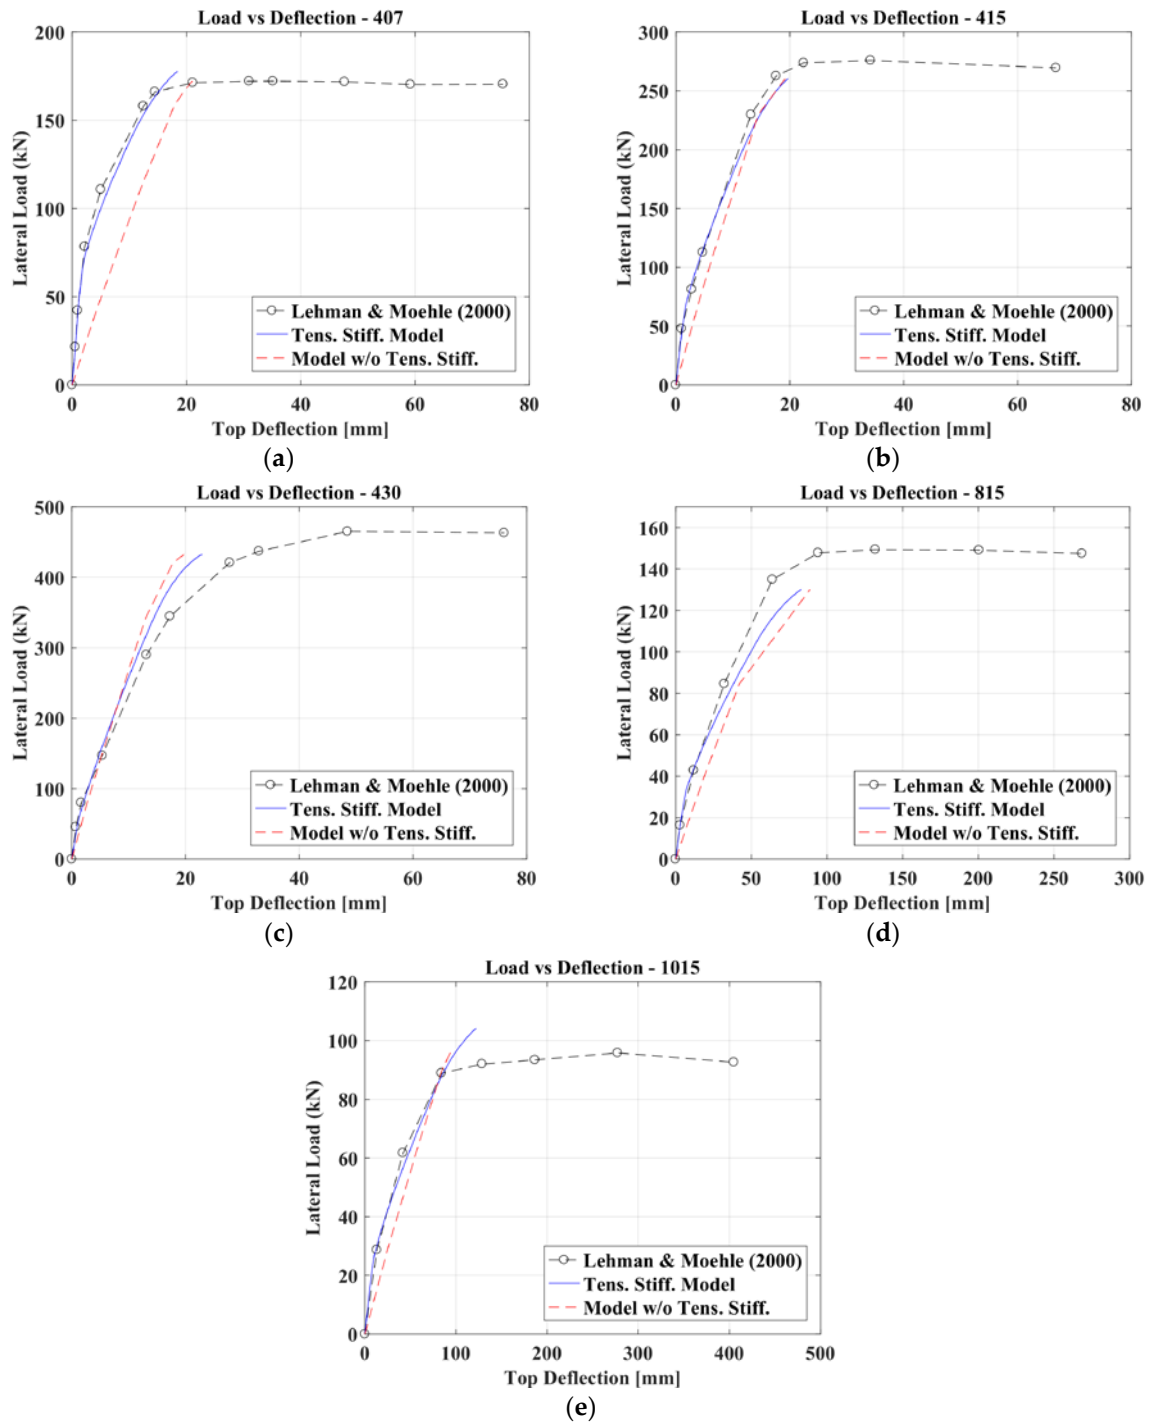 Load vs Deflection - 407
200
150
100
50
0
Lateral Load (kN)
Lehman & Moehle (2000)
Tens. Stiff. Model
Model w/o Tens. Stiff.
0 20 40 60 80
Top Deflection [mm]
(a)
Load vs Deflection - 415
300
250
200
150
100
50
0
Lateral Load (kN)
Lehman & Moehle (2000)
Tens. Stiff. Model
Model w/o Tens. Stiff.
0 20 40 60 80
Top Deflection [mm]
(b)
Load vs Deflection - 430
500
400
300
200
100
0
Lateral Load (kN)
Lehman & Moehle (2000)
Tens. Stiff. Model
Model w/o Tens. Stiff.
0 20 40 60 80
Top Deflection [mm]
(c)
Load vs Deflection - 815
160
140
120
100
80
60
40
20
0
Lateral Load (kN)
Lehman & Moehle (2000)
Tens. Stiff. Model
Model w/o Tens. Stiff.
0 50 100 150 200 250 300
Top Deflection [mm]
(d)
Load vs Deflection - 1015
120
100
80
60
40
20
0
Lateral Load (kN)
Lehman & Moehle (2000)
Tens. Stiff. Model
Model w/o Tens. Stiff.
0 100 200 300 400 500
Top Deflection [mm]
(e)